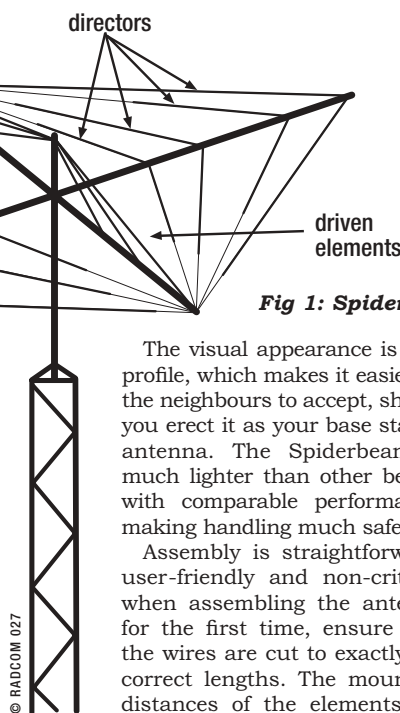 directors
driven
elements
Fig 1: Spider
The visual appearance is
profile, which makes it easie
the neighbours to accept, sh
you erect it as your base sta
antenna. The Spiderbean
much lighter than other be
with comparable performa
making handling much safe
Assembly is straightforw
user-friendly and non-crit
when assembling the ante
for the first time, ensure
the wires are cut to exactly
correct lengths. The moun
distances of the elements
© RADCOM 027